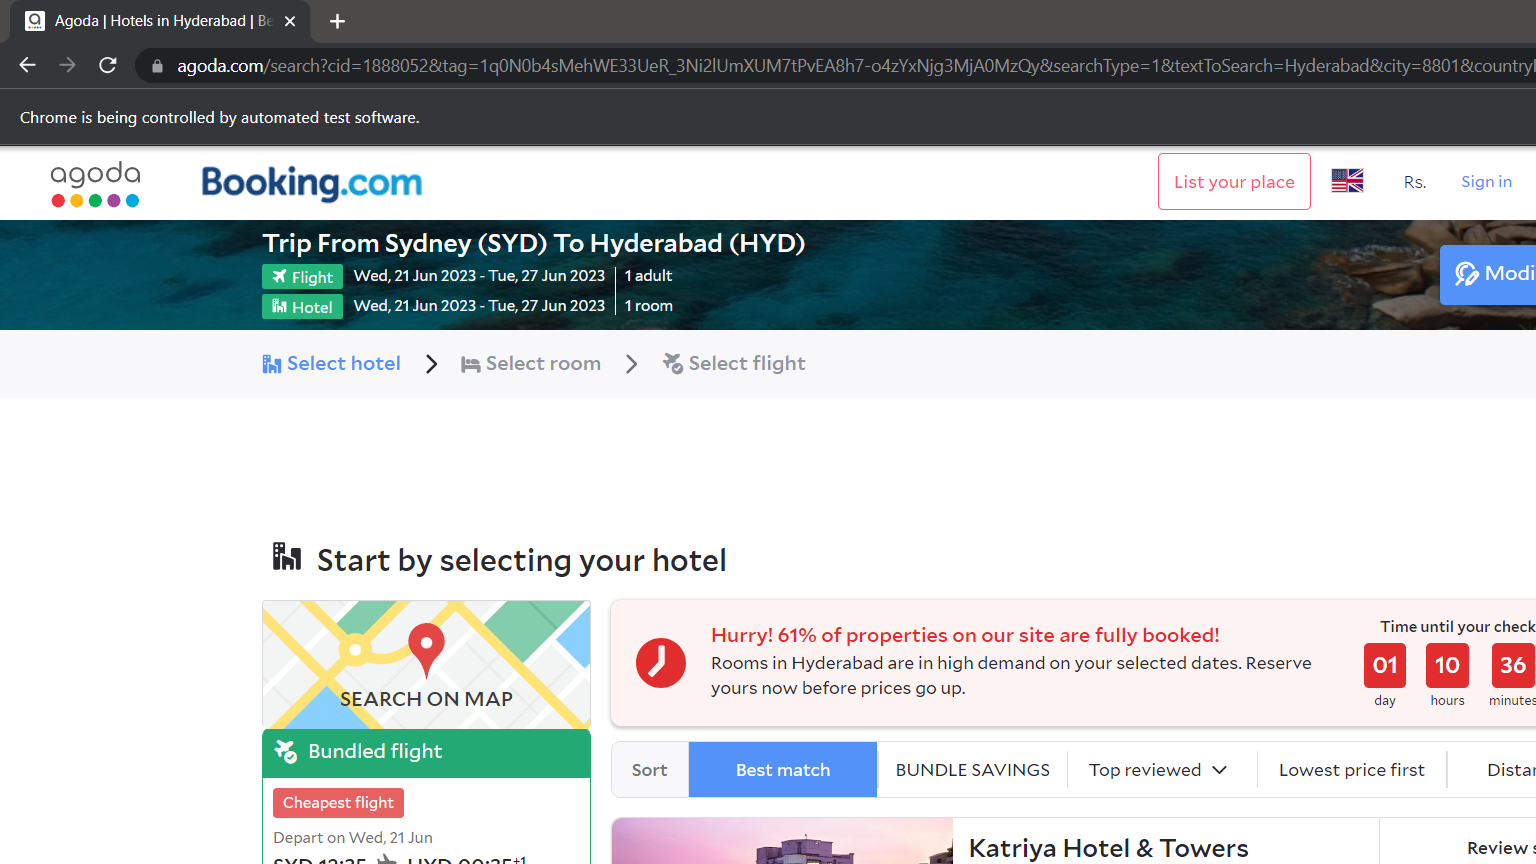 Agoda | Hotels in Hyderabad | Be
agoda.com/search?cid=1888052&tag=1q0N0b4sMehWE33UeR_3Ni2lUmXUM7tPvEA8h7-o4zYxNjg3MjA0MzQy&searchType=1&textToSearch=Hyderabad&city=8801&country
Chrome is being controlled by automated test software.
agoda
Booking.com
List your place
Rs.
Sign in
Trip From Sydney (SYD) To Hyderabad (HYD)
Flight Wed, 21 Jun 2023 - Tue, 27 Jun 2023 1 adult
Hotel Wed, 21 Jun 2023 - Tue, 27 Jun 2023 1 room
Modi
Select hotel
Select room
Select flight
Start by selecting your hotel
SEARCH ON MAP
Hurry! 61% of properties on our site are fully booked!
Rooms in Hyderabad are in high demand on your selected dates. Reserve
yours now before prices go up.
Time until your check
01 10 36
day hours minutes
Bundled flight
Cheapest flight
Depart on Wed, 21 Jun
SYD 12:35 HYD 00:35+1
Sort
Best match
BUNDLE SAVINGS
Top reviewed
Lowest price first
Distan
Katriya Hotel & Towers
Review